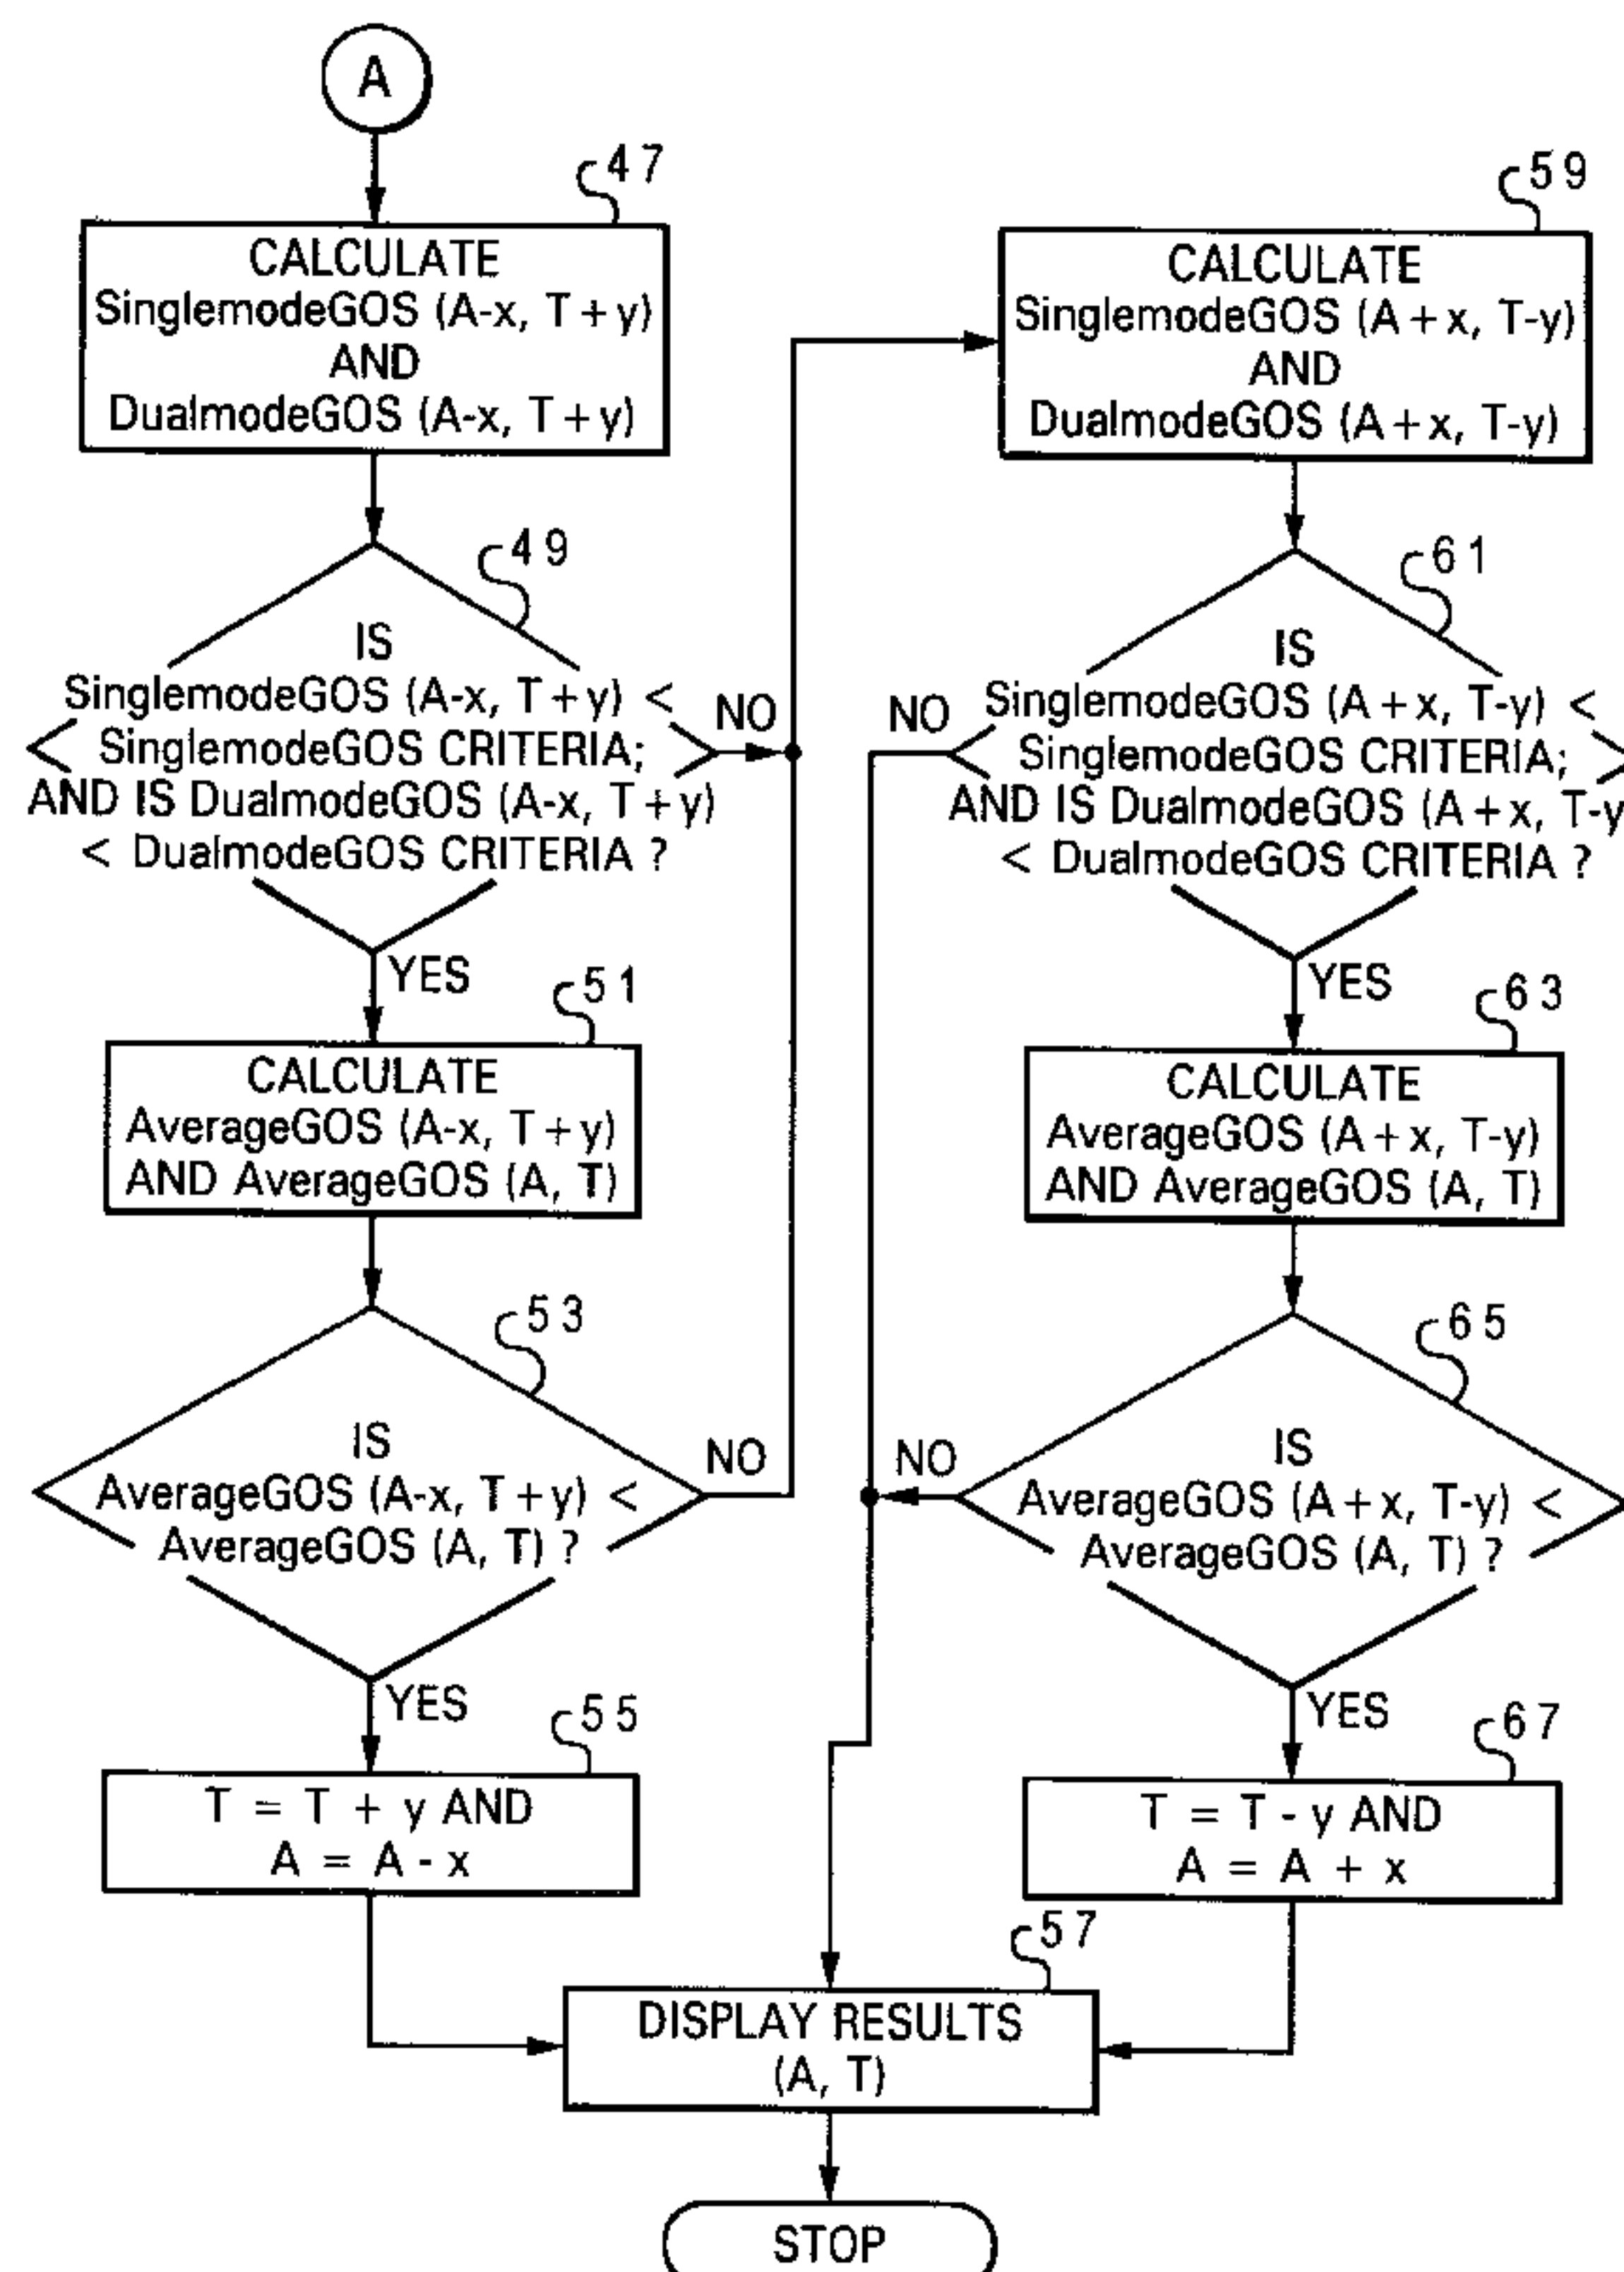 A
47
CALCULATE
SinglemodeGOS (A-x, T+y)
AND
DualmodeGOS (A-x, T+y)
49
IS
SinglemodeGOS (A-x, T+y) <
SinglemodeGOS CRITERIA;
AND IS DualmodeGOS (A-x, T+y)
< DualmodeGOS CRITERIA ?
NO
YES
51
CALCULATE
AverageGOS (A-x, T+y)
AND AverageGOS (A, T)
53
IS
AverageGOS (A-x, T+y) <
AverageGOS (A, T) ?
NO
YES
55
T = T + y AND
A = A - x
59
CALCULATE
SinglemodeGOS (A+x, T-y)
AND
DualmodeGOS (A+x, T-y)
61
IS
SinglemodeGOS (A+x, T-y) <
SinglemodeGOS CRITERIA;
AND IS DualmodeGOS (A+x, T-y
< DualmodeGOS CRITERIA ?
NO
YES
63
CALCULATE
AverageGOS (A+x, T-y)
AND AverageGOS (A, T)
65
IS
AverageGOS (A+x, T-y) <
AverageGOS (A, T) ?
NO
YES
67
T = T - y AND
A = A + x
57
DISPLAY RESULTS
(A, T)
STOP